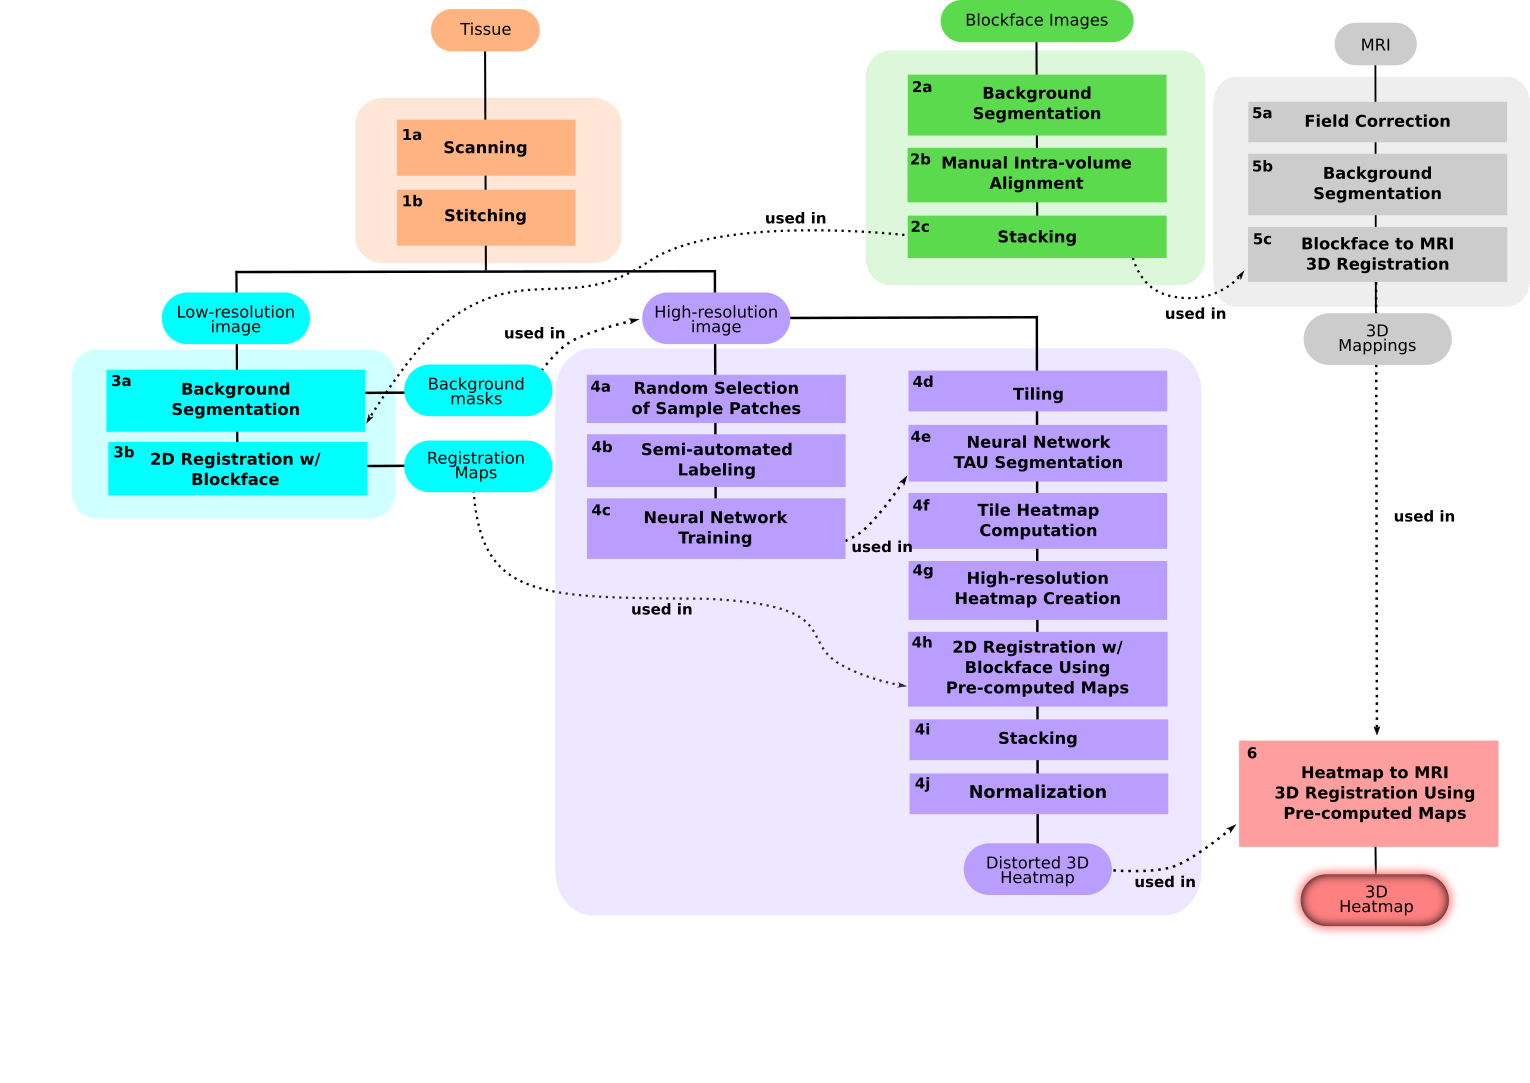 Tissue
1a
Scanning
1b
Stitching
Blockface Images
2a
Background
Segmentation
2b
Manual Intra-volume
Alignment
2c
Stacking
MRI
5a
Field Correction
5b
Background
Segmentation
5c
Blockface to MRI
3D Registration
used in
used in
3D
Mappings
Low-resolution
image
3a
Background
Segmentation
3b
2D Registration w/
Blockface
Background
masks
Registration
Maps
used in
High-resolution
image
4a
Random Selection
of Sample Patches
4b
Semi-automated
Labeling
4c
Neural Network
Training
used in
used in
4d
Tiling
4e
Neural Network
TAU Segmentation
4f
Tile Heatmap
Computation
4g
High-resolution
Heatmap Creation
4h
2D Registration w/
Blockface Using
Pre-computed Maps
4i
Stacking
4j
Normalization
Distorted 3D
Heatmap
used in
used in
6
Heatmap to MRI
3D Registration Using
Pre-computed Maps
3D
Heatmap